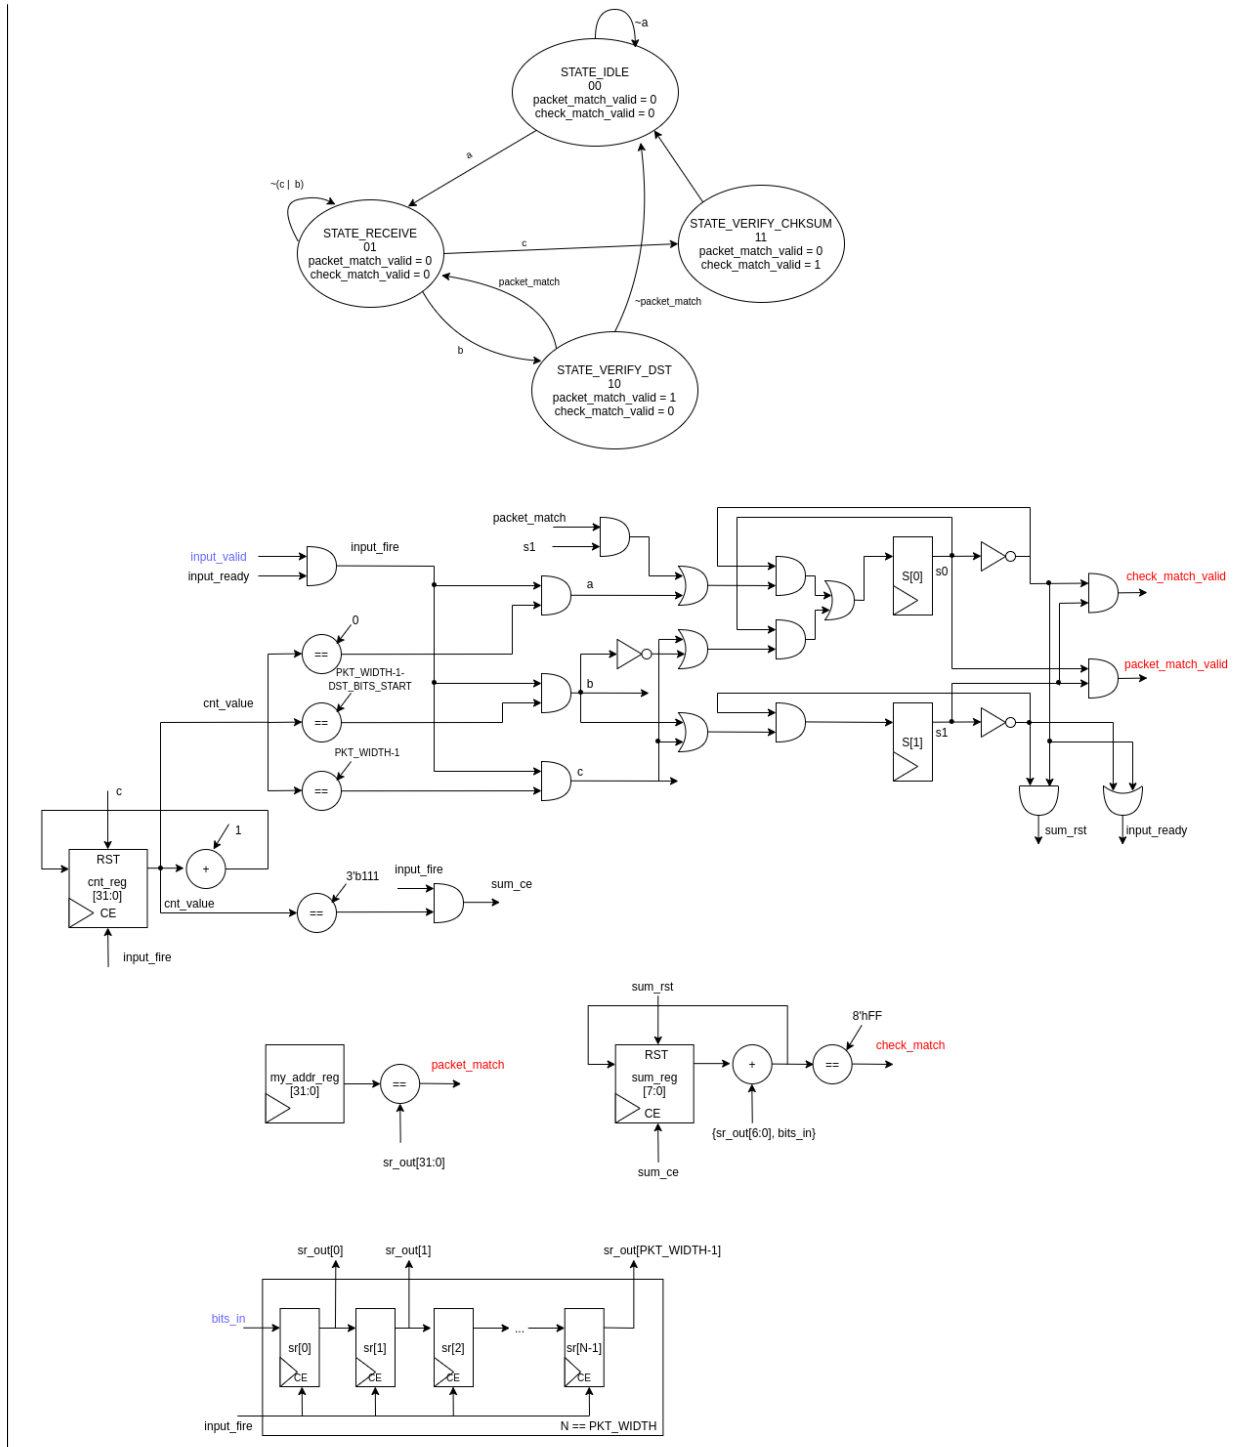 ~a
STATE_IDLE
00
packet_match_valid = 0
check_match_valid = 0
a
~(c | b)
STATE_RECEIVE
01
packet_match_valid = 0
check_match_valid = 0
c
STATE_VERIFY_CHKSUM
11
packet_match_valid = 0
check_match_valid = 1
packet_match
~packet_match
b
STATE_VERIFY_DST
10
packet_match_valid = 1
check_match_valid = 0
packet_match
s1
input_valid
input_ready
input_fire
a
0
==
PKT_WIDTH-1-
DST_BITS_START
cnt_value
==
b
PKT_WIDTH-1
==
c
S[0]
s0
S[1]
s1
check_match_valid
packet_match_valid
sum_rst
input_ready
c
RST
cnt_reg
[31:0]
CE
+
1
cnt_value
input_fire
3'b111
==
input_fire
sum_ce
my_addr_reg
[31:0]
==
packet_match
sr_out[31:0]
sum_rst
RST
sum_reg
[7:0]
CE
+
8'hFF
==
check_match
{sr_out[6:0], bits_in}
sum_ce
sr_out[0]
sr_out[1]
sr_out[PKT_WIDTH-1]
bits_in
sr[0]
CE
sr[1]
CE
sr[2]
CE
...
sr[N-1]
CE
input_fire
N == PKT_WIDTH